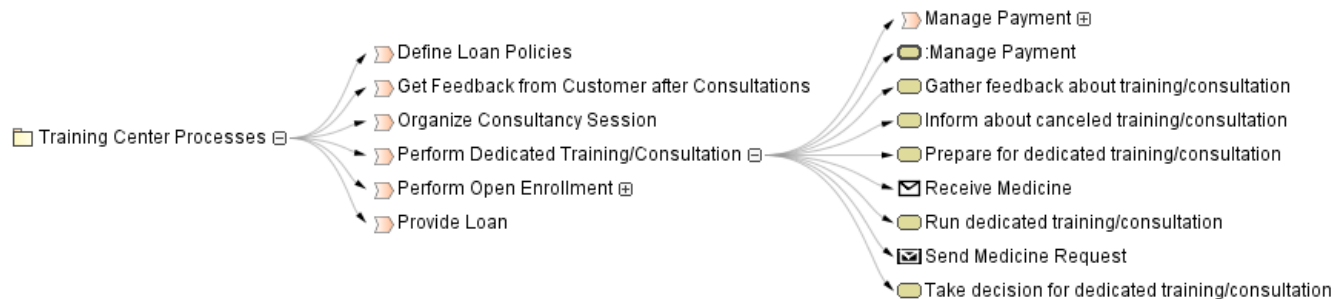 Training Center Processes
Define Loan Policies
Get Feedback from Customer after Consultations
Organize Consultancy Session
Perform Dedicated Training/Consultation
Perform Open Enrollment
Provide Loan
Manage Payment
:Manage Payment
Gather feedback about training/consultation
Inform about canceled training/consultation
Prepare for dedicated training/consultation
Receive Medicine
Run dedicated training/consultation
Send Medicine Request
Take decision for dedicated training/consultation